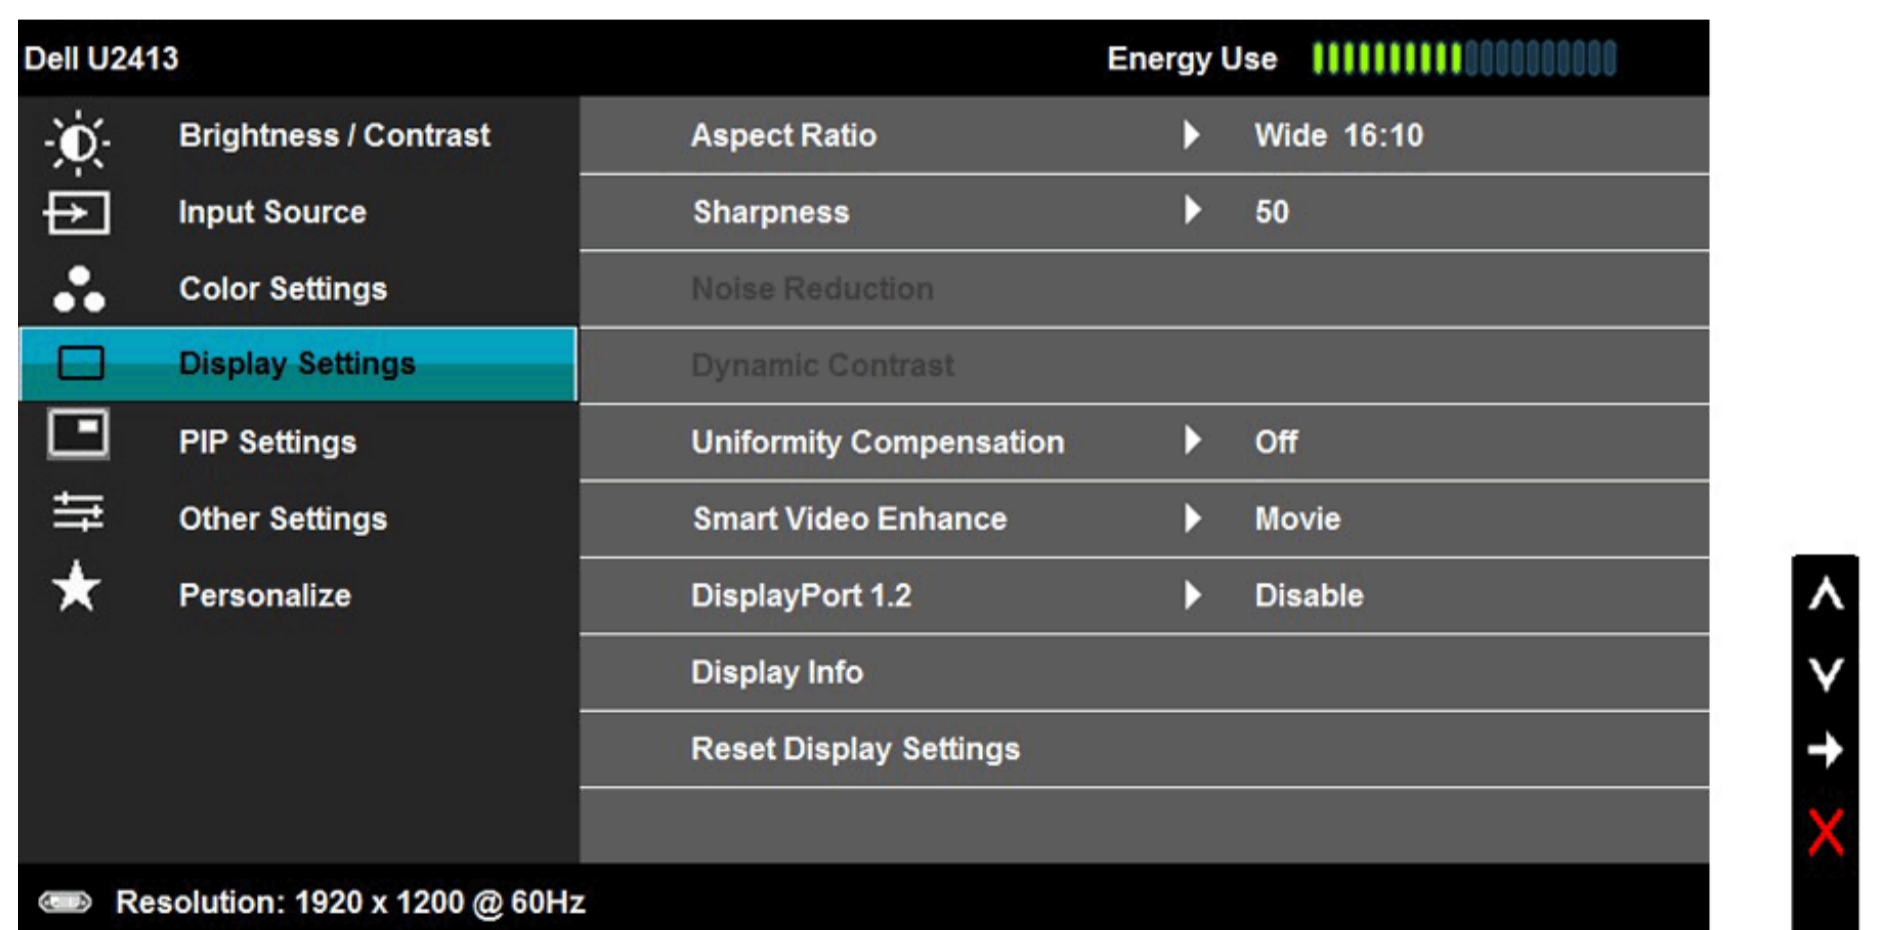 Dell U2413 Energy Use
Brightness / Contrast Aspect Ratio Wide 16:10
Input Source Sharpness 50
Color Settings Noise Reduction
Display Settings Dynamic Contrast
PIP Settings Uniformity Compensation Off
Other Settings Smart Video Enhance Movie
Personalize DisplayPort 1.2 Disable
Display Info
Reset Display Settings
Resolution: 1920 x 1200 @ 60Hz